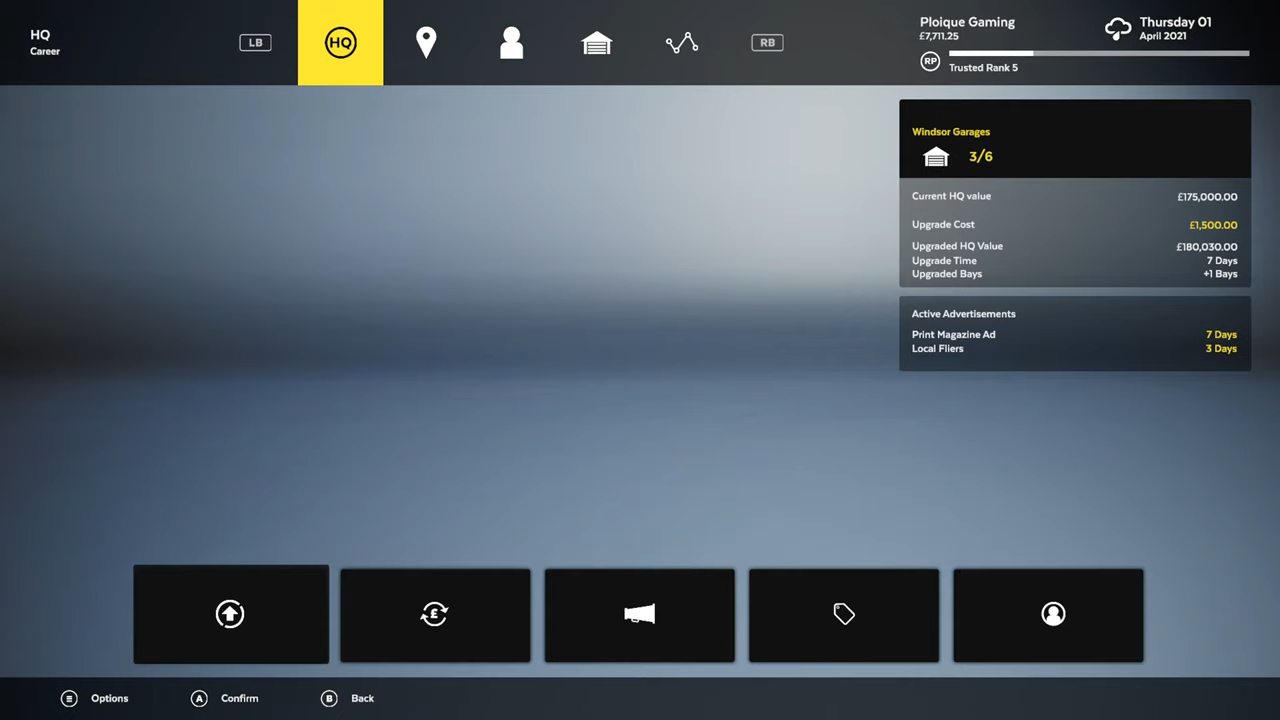 HQ
Career
LB
HQ
RB
Ploique Gaming
£7,711.25
Thursday 01
April 2021
RP
Trusted Rank 5
Windsor Garages
3/6
Current HQ value £175,000.00
Upgrade Cost £1,500.00
Upgraded HQ Value £180,030.00
Upgrade Time 7 Days
Upgraded Bays +1 Bays
Active Advertisements
Print Magazine Ad 7 Days
Local Fliers 3 Days
£
Options
A Confirm
B Back